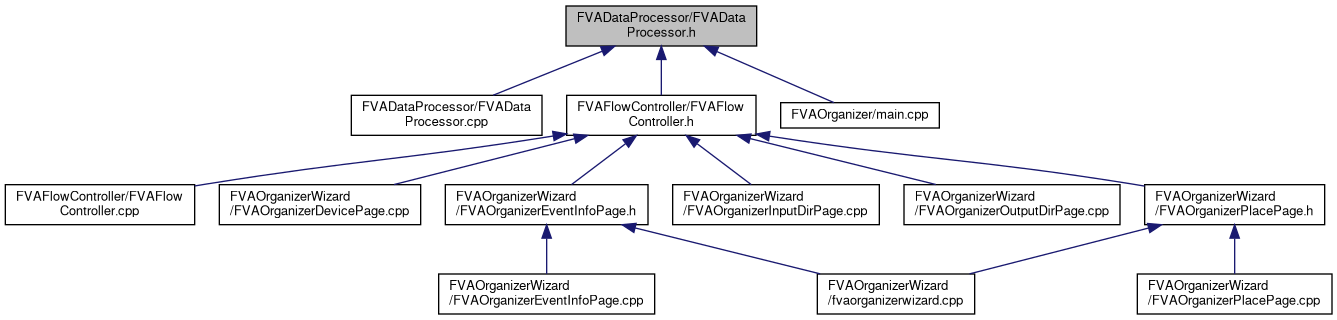 FVADataProcessor/FVAData
Processor.h
FVADataProcessor/FVAData
Processor.cpp
FVAFlowController/FVAFlow
Controller.h
FVAOrganizer/main.cpp
FVAFlowController/FVAFlow
Controller.cpp
FVAOrganizerWizard
/FVAOrganizerDevicePage.cpp
FVAOrganizerWizard
/FVAOrganizerEventInfoPage.h
FVAOrganizerWizard
/FVAOrganizerInputDirPage.cpp
FVAOrganizerWizard
/FVAOrganizerOutputDirPage.cpp
FVAOrganizerWizard
/FVAOrganizerPlacePage.h
FVAOrganizerWizard
/FVAOrganizerEventInfoPage.cpp
FVAOrganizerWizard
/fvaorganizerwizard.cpp
FVAOrganizerWizard
/FVAOrganizerPlacePage.cpp